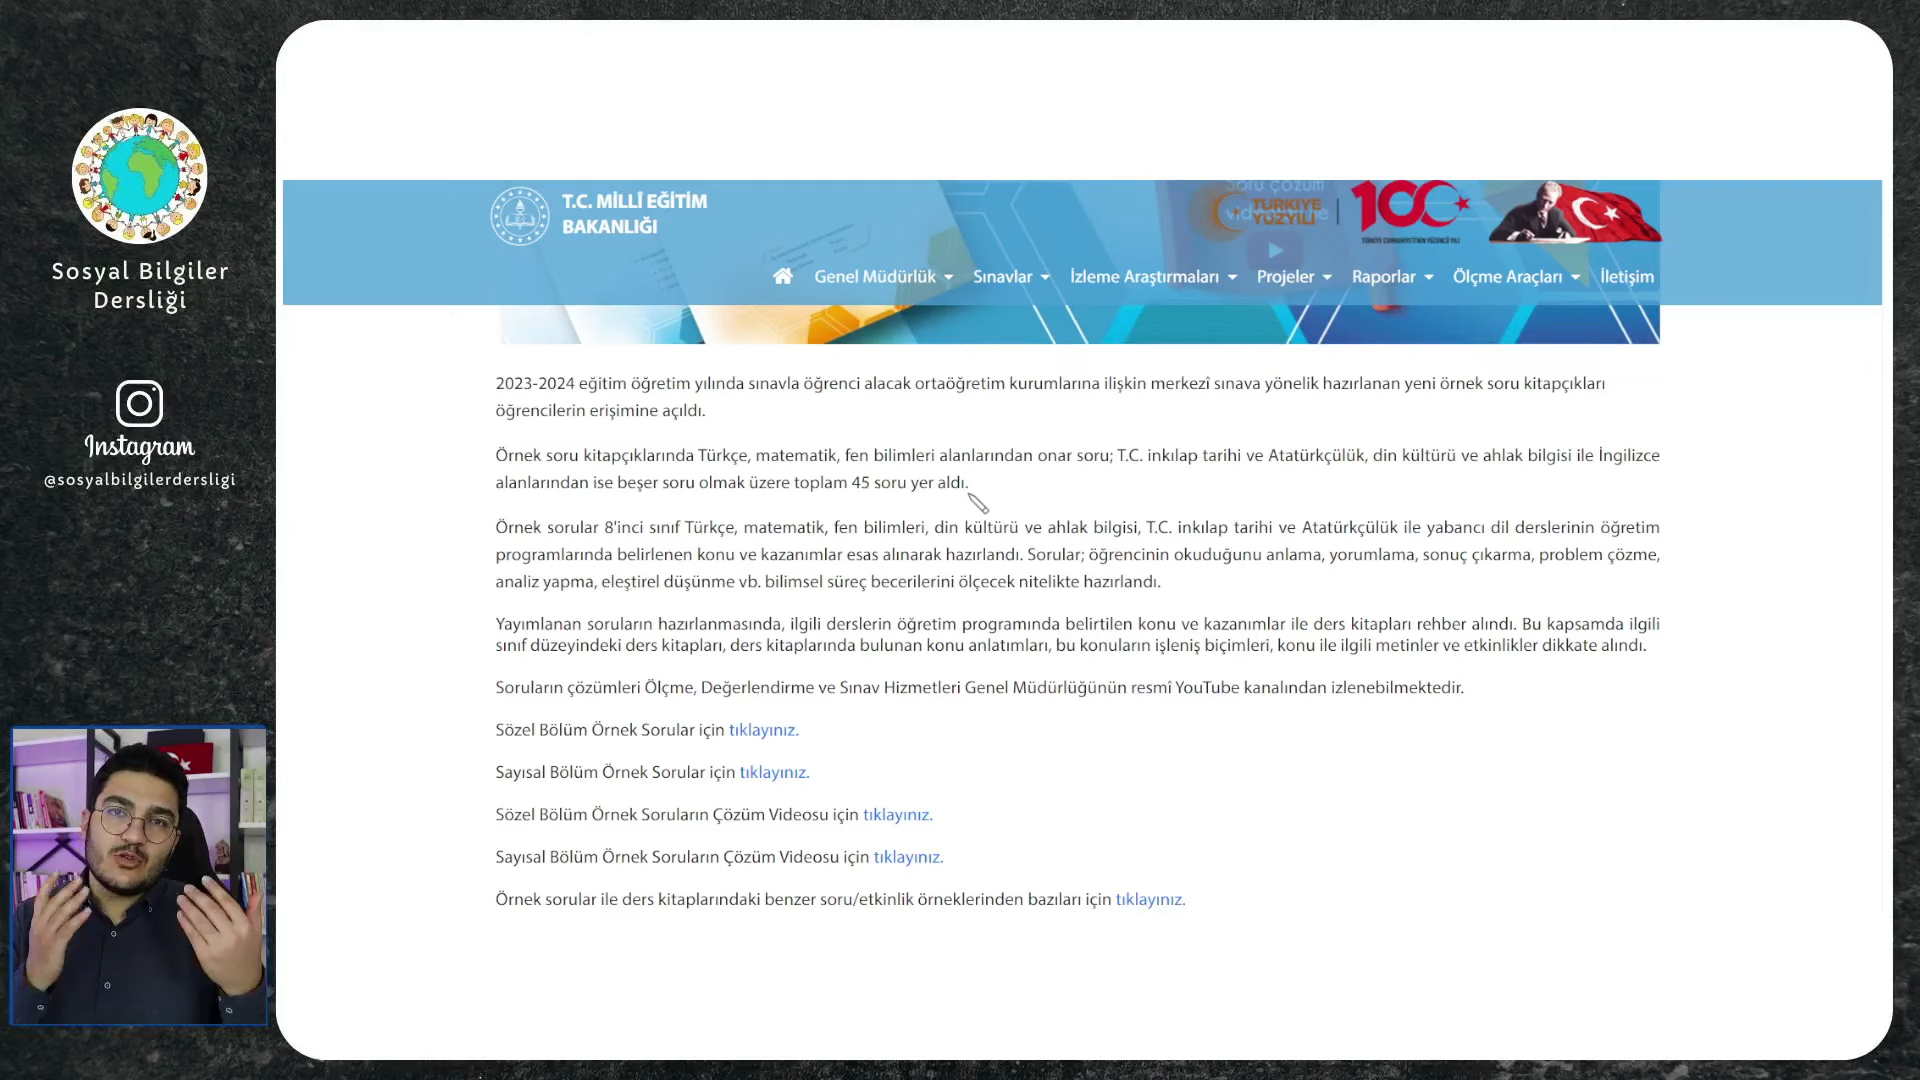 Sosyal Bilgiler
Dersliği
Instagram
@sosyalbilgilerdersligi
T.C. MİLLÎ EĞİTİM
BAKANLIĞI
TÜRKİYE
YÜZYILI
100
TÜRKİYE CUMHURİYETİ'NİN YÜZÜNCÜ YILI
Genel Müdürlük
Sınavlar
İzleme Araştırmaları
Projeler
Raporlar
Ölçme Araçları
İletişim
2023-2024 eğitim öğretim yılında sınavla öğrenci alacak ortaöğretim kurumlarına ilişkin merkezî sınava yönelik hazırlanan yeni örnek soru kitapçıkları
öğrencilerin erişimine açıldı.
Örnek soru kitapçıklarında Türkçe, matematik, fen bilimleri alanlarından onar soru; T.C. inkılap tarihi ve Atatürkçülük, din kültürü ve ahlak bilgisi ile İngilizce
alanlarından ise beşer soru olmak üzere toplam 45 soru yer aldı.
Örnek sorular 8'inci sınıf Türkçe, matematik, fen bilimleri, din kültürü ve ahlak bilgisi, T.C. inkılap tarihi ve Atatürkçülük ile yabancı dil derslerinin öğretim
programlarında belirlenen konu ve kazanımlar esas alınarak hazırlandı. Sorular; öğrencinin okuduğunu anlama, yorumlama, sonuç çıkarma, problem çözme,
analiz yapma, eleştirel düşünme vb. bilimsel süreç becerilerini ölçecek nitelikte hazırlandı.
Yayımlanan soruların hazırlanmasında, ilgili derslerin öğretim programında belirtilen konu ve kazanımlar ile ders kitapları rehber alındı. Bu kapsamda ilgili
sınıf düzeyindeki ders kitapları, ders kitaplarında bulunan konu anlatımları, bu konuların işleniş biçimleri, konu ile ilgili metinler ve etkinlikler dikkate alındı.
Soruların çözümleri Ölçme, Değerlendirme ve Sınav Hizmetleri Genel Müdürlüğünün resmî YouTube kanalından izlenebilmektedir.
Sözel Bölüm Örnek Sorular için tıklayınız.
Sayısal Bölüm Örnek Sorular için tıklayınız.
Sözel Bölüm Örnek Soruların Çözüm Videosu için tıklayınız.
Sayısal Bölüm Örnek Soruların Çözüm Videosu için tıklayınız.
Örnek sorular ile ders kitaplarındaki benzer soru/etkinlik örneklerinden bazıları için tıklayınız.